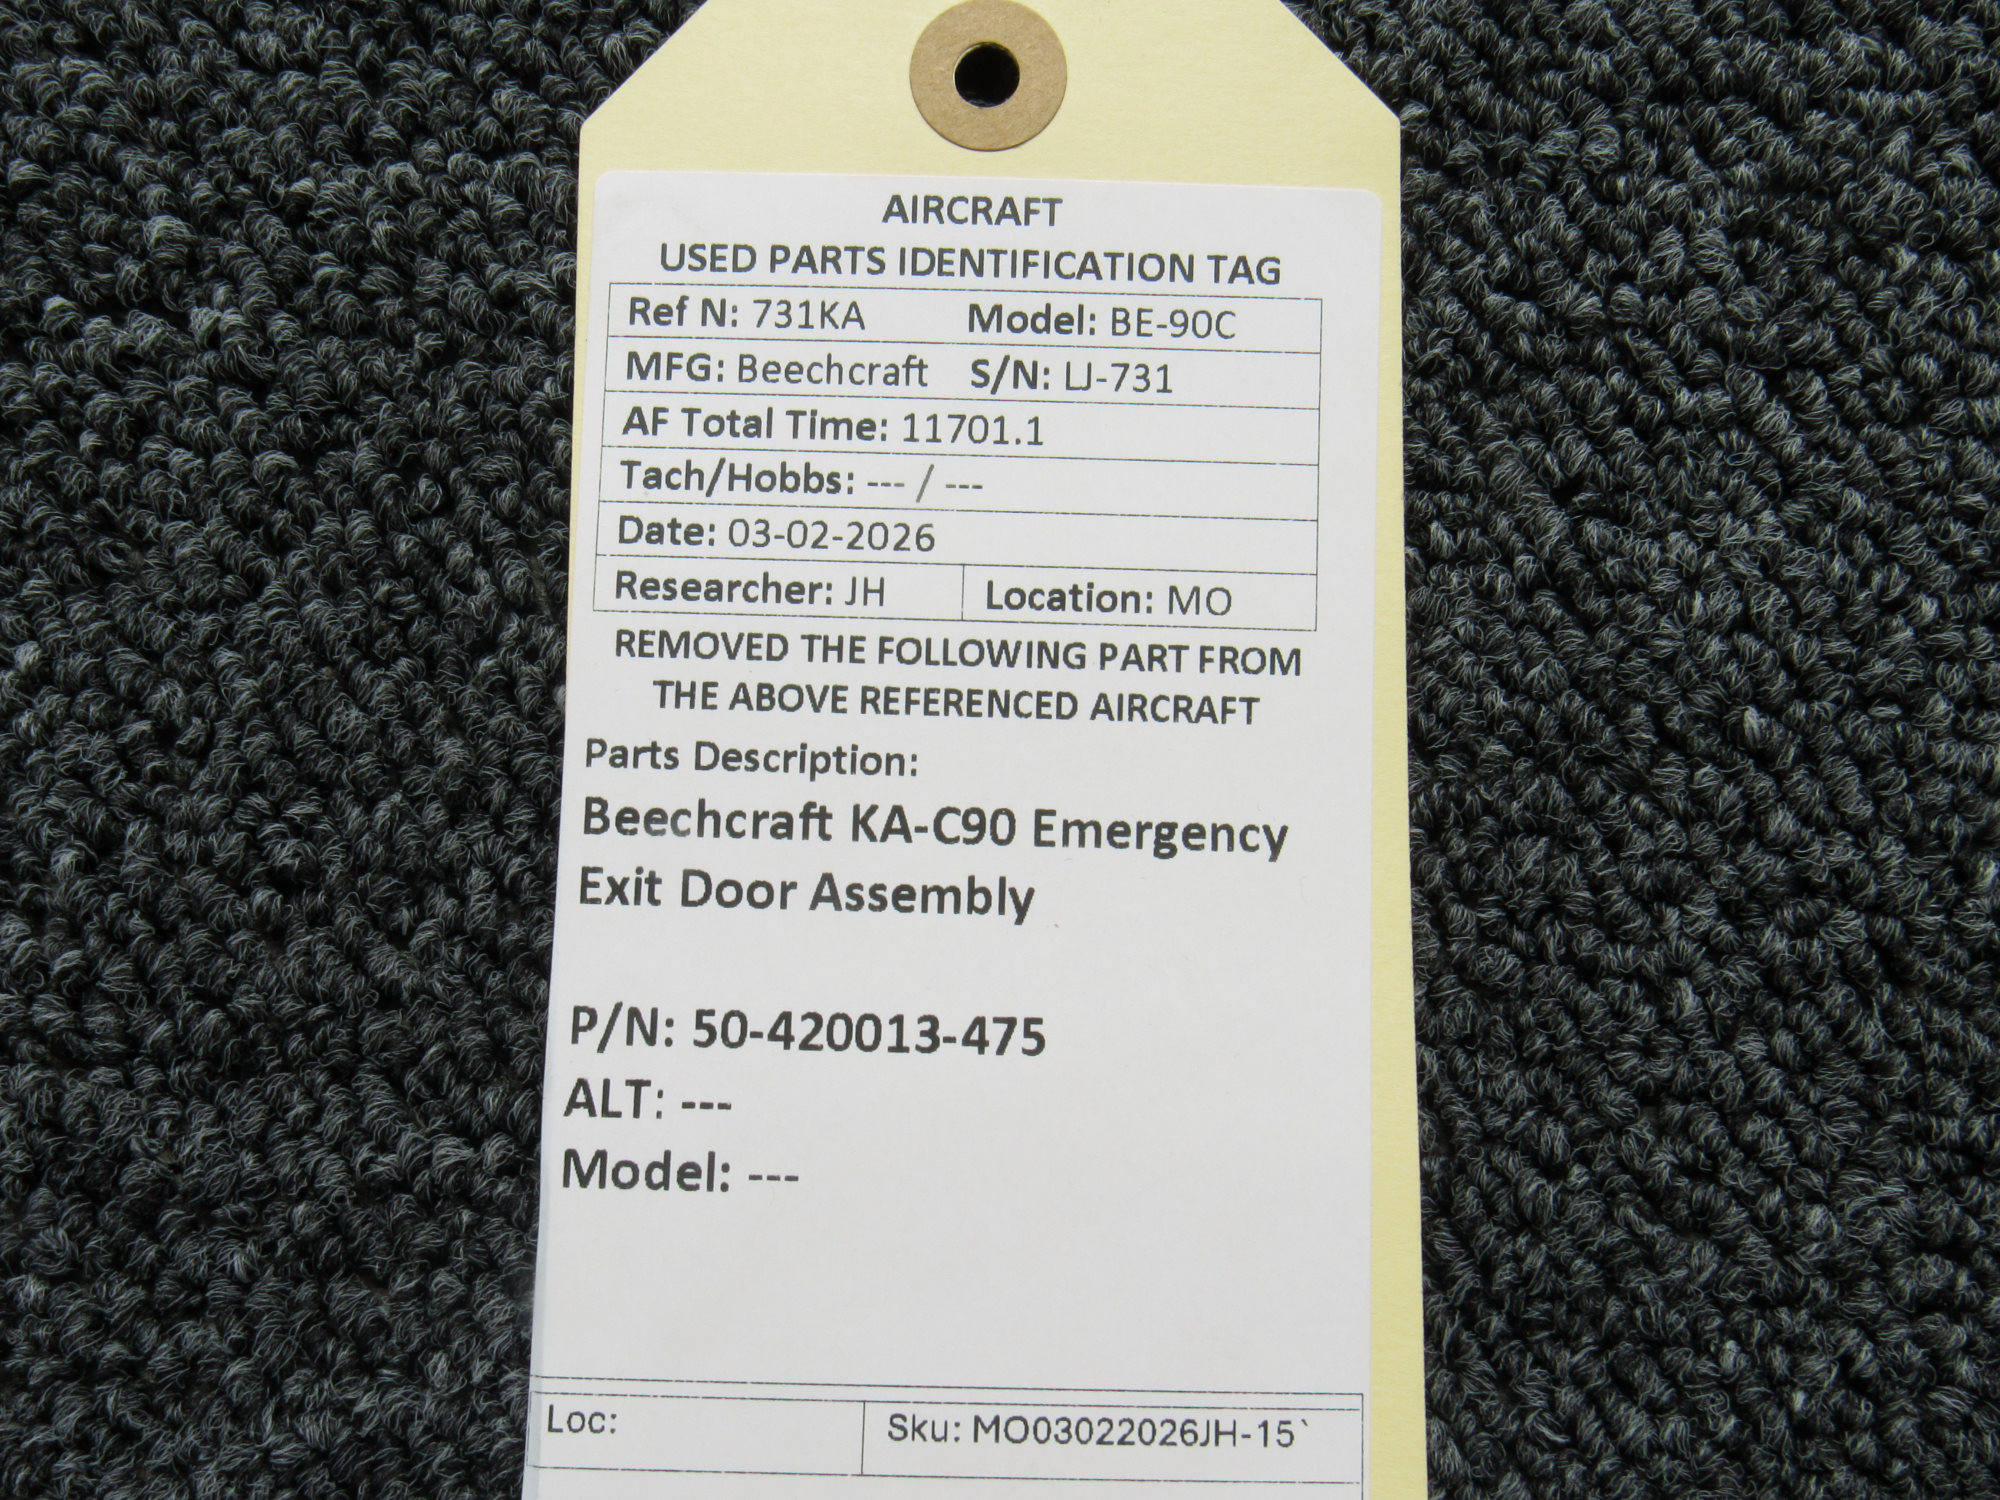 AIRCRAFT
USED PARTS IDENTIFICATION TAG
Ref N: 731KA Model: BE-90C
MFG: Beechcraft S/N: LJ-731
AF Total Time: 11701.1
Tach/Hobbs: --- / ---
Date: 03-02-2026
Researcher: JH Location: MO
REMOVED THE FOLLOWING PART FROM
THE ABOVE REFERENCED AIRCRAFT
Parts Description:
Beechcraft KA-C90 Emergency
Exit Door Assembly
P/N: 50-420013-475
ALT: ---
Model: ---
Loc: Sku: MO03022026JH-15`